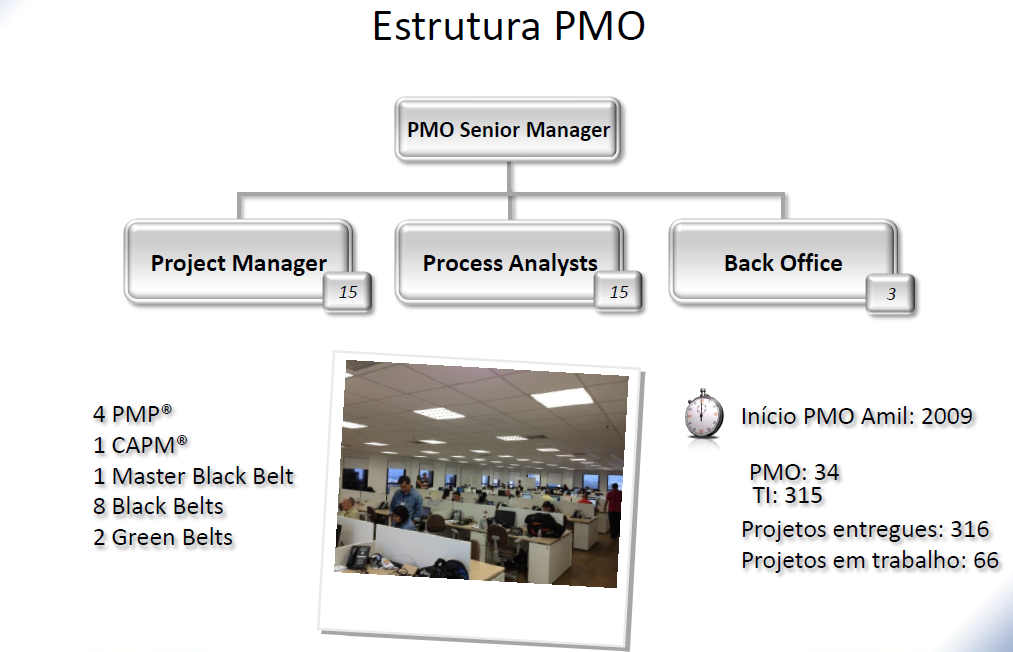 Estrutura PMO
PMO Senior Manager
Project Manager
15
Process Analysts
15
Back Office
3
4 PMP®
1 CAPM®
1 Master Black Belt
8 Black Belts
2 Green Belts
Início PMO Amil: 2009
PMO: 34
TI: 315
Projetos entregues: 316
Projetos em trabalho: 66